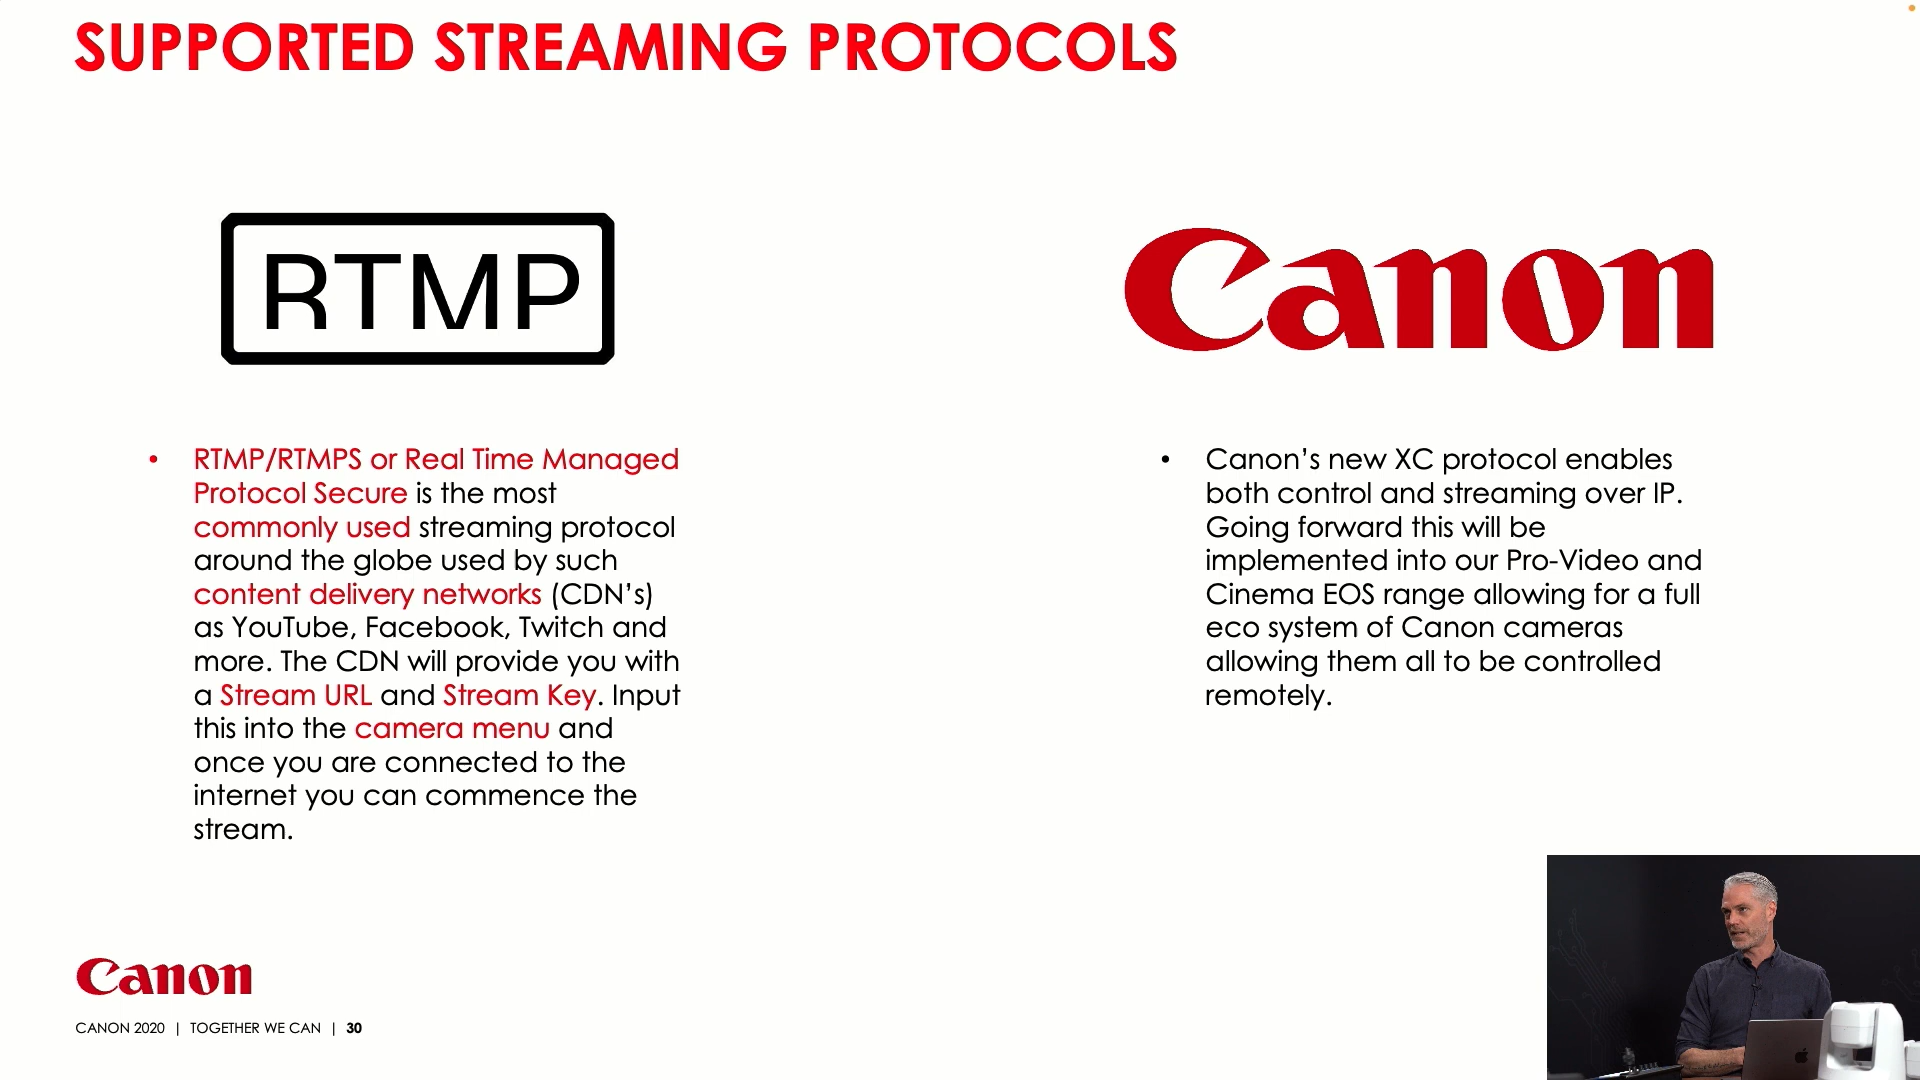 SUPPORTED STREAMING PROTOCOLS
RTMP
• RTMP/RTMPS or Real Time Managed
Protocol Secure is the most
commonly used streaming protocol
around the globe used by such
content delivery networks (CDN’s)
as YouTube, Facebook, Twitch and
more. The CDN will provide you with
a Stream URL and Stream Key. Input
this into the camera menu and
once you are connected to the
internet you can commence the
stream.
Canon
• Canon’s new XC protocol enables
both control and streaming over IP.
Going forward this will be
implemented into our Pro-Video and
Cinema EOS range allowing for a full
eco system of Canon cameras
allowing them all to be controlled
remotely.
Canon
CANON 2020 | TOGETHER WE CAN | 30